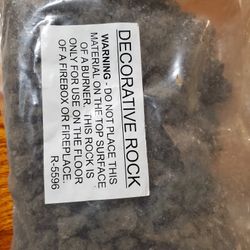 DECORATIVE ROCK
WARNING - DO NOT PLACE THIS
MATERIAL ON THE TOP SURFACE
OF A BURNER. THIS ROCK IS
ONLY FOR USE ON THE FLOOR
OF A FIREBOX OR FIREPLACE.
R-5596